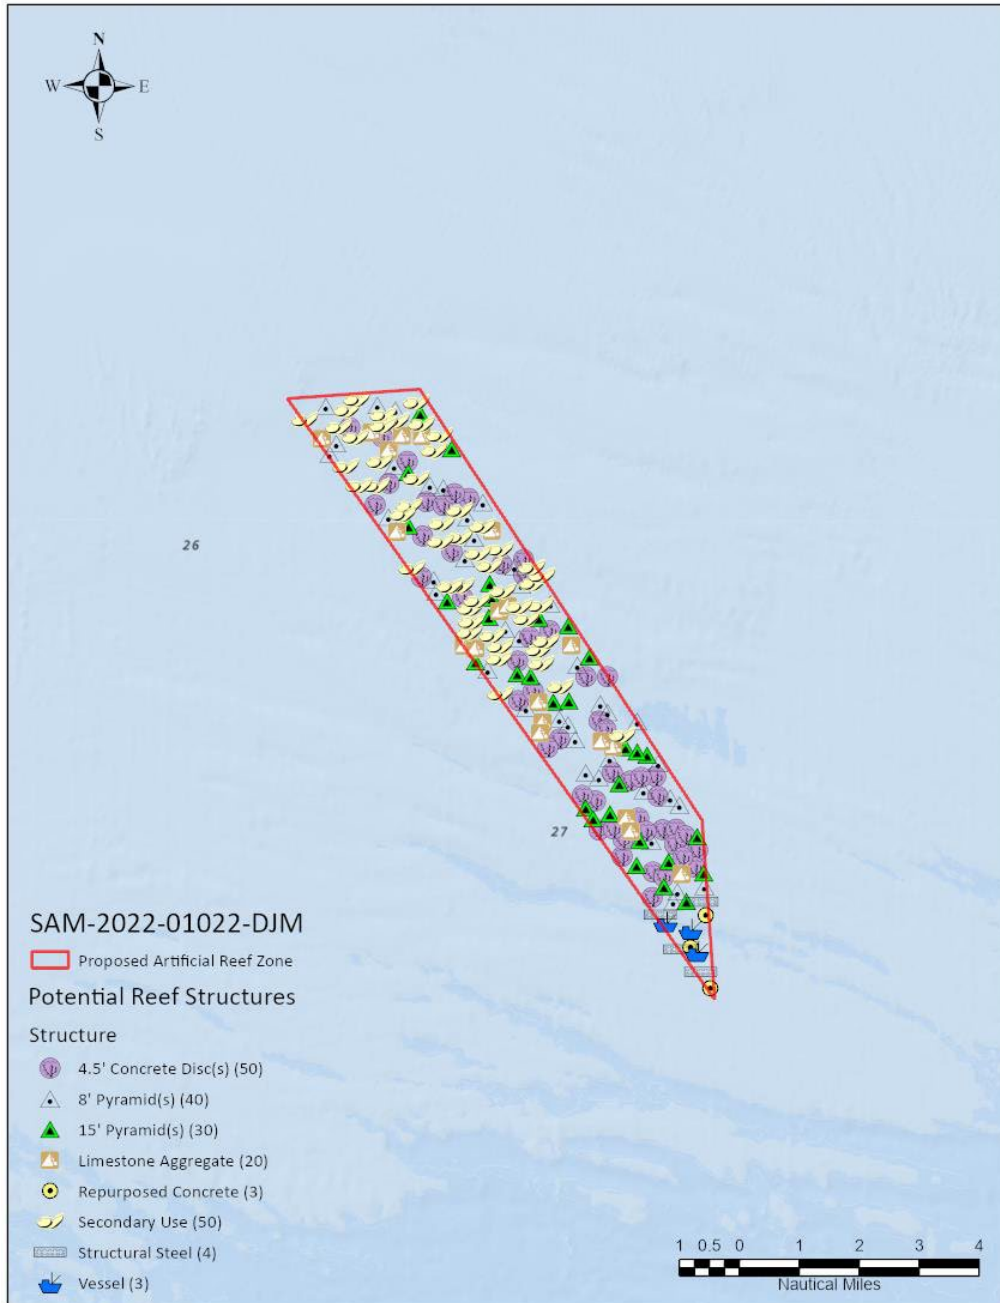 N
W E
S
26
27
SAM-2022-01022-DJM
Proposed Artificial Reef Zone
Potential Reef Structures
Structure
4.5' Concrete Disc(s) (50)
8' Pyramid(s) (40)
15' Pyramid(s) (30)
Limestone Aggregate (20)
Repurposed Concrete (3)
Secondary Use (50)
Structural Steel (4)
Vessel (3)
1 0.5 0 1 2 3 4
Nautical Miles